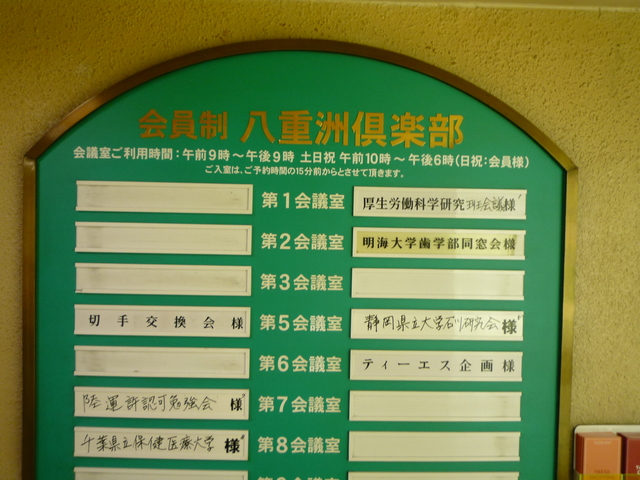 会員制 八重洲倶楽部
会議室ご利用時間：午前9時～午後9時 土日祝 午前10時～午後6時（日祝：会員様）
ご入室は、ご予約時間の15分前からとさせて頂きます。
第1会議室 厚生労働科学研究班会議様
第2会議室 明海大学歯学部同窓会様
第3会議室
切手交換会様 第5会議室 静岡県立大学石川研究会様
第6会議室 ティーエス企画様
陸運許認可勉強会 様 第7会議室
千葉県立保健医療大学 様 第8会議室